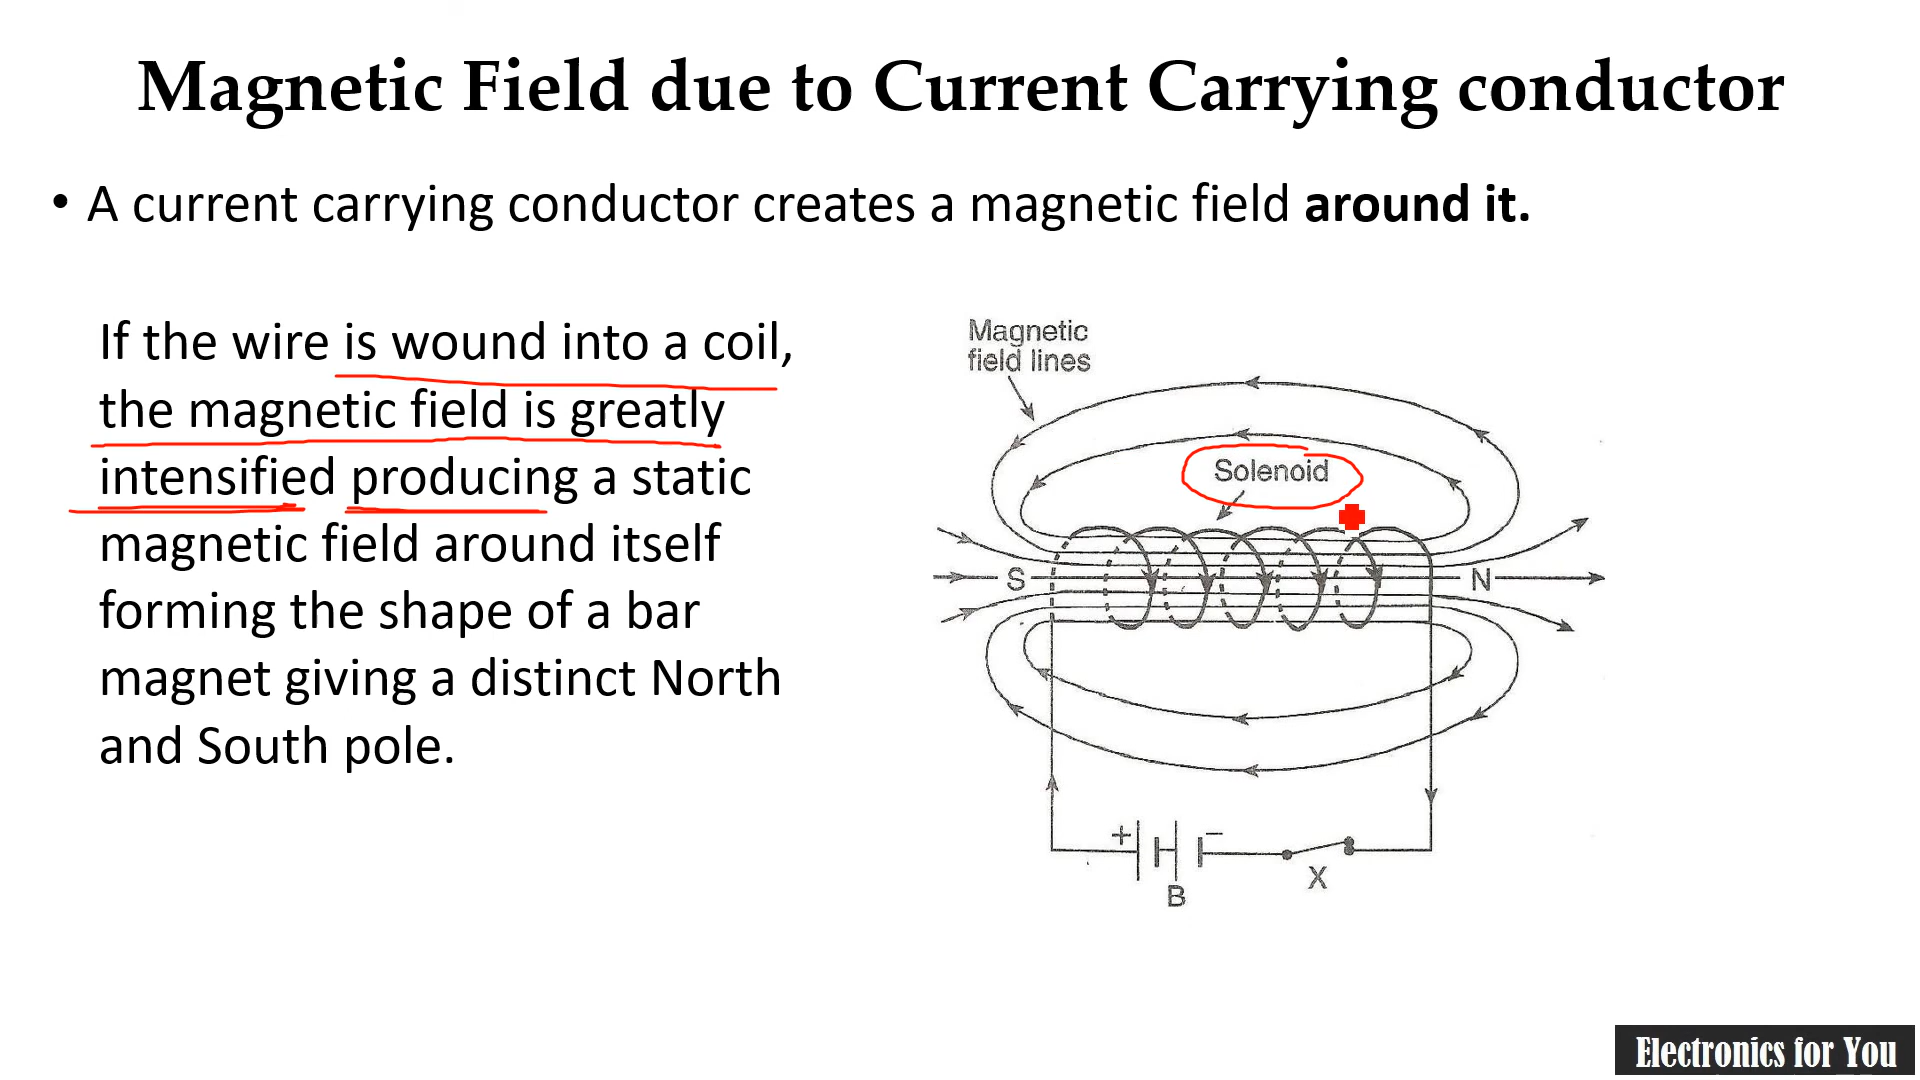 Magnetic Field due to Current Carrying conductor
• A current carrying conductor creates a magnetic field around it.
If the wire is wound into a coil,
the magnetic field is greatly
intensified producing a static
magnetic field around itself
forming the shape of a bar
magnet giving a distinct North
and South pole.
Magnetic
field lines
Solenoid
S
N
+
−
B
X
Electronics for You